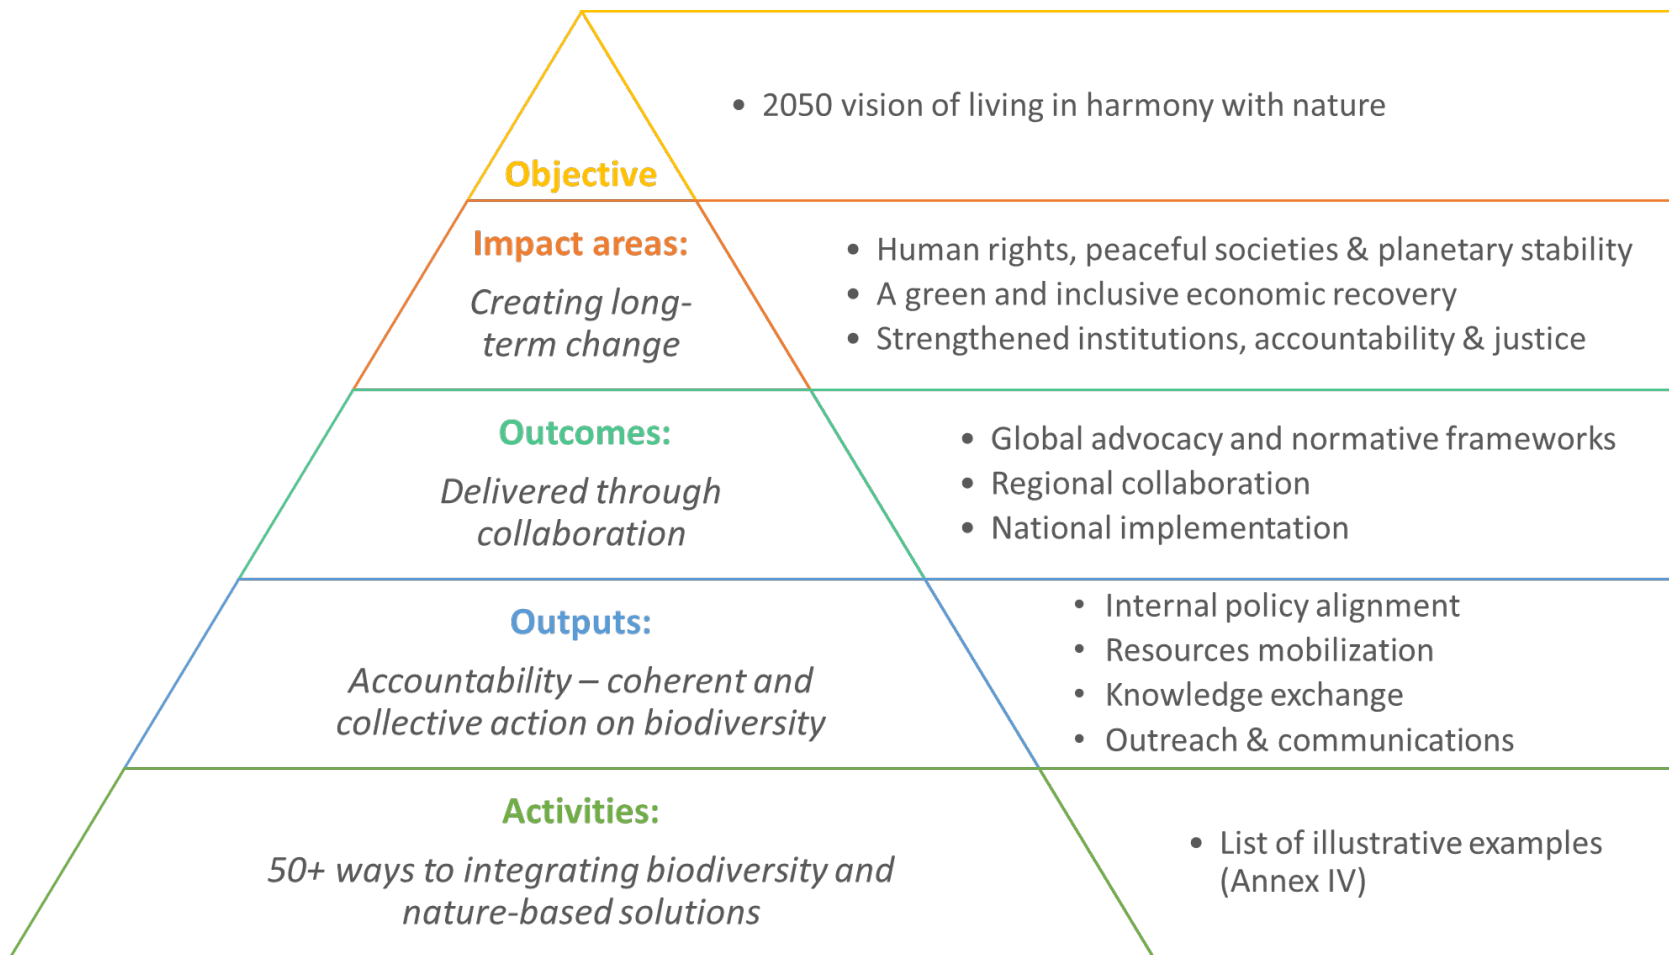 Objective
• 2050 vision of living in harmony with nature
Impact areas:
Creating long-
term change
• Human rights, peaceful societies & planetary stability
• A green and inclusive economic recovery
• Strengthened institutions, accountability & justice
Outcomes:
Delivered through
collaboration
• Global advocacy and normative frameworks
• Regional collaboration
• National implementation
Outputs:
Accountability – coherent and
collective action on biodiversity
• Internal policy alignment
• Resources mobilization
• Knowledge exchange
• Outreach & communications
Activities:
50+ ways to integrating biodiversity and
nature-based solutions
• List of illustrative examples
(Annex IV)